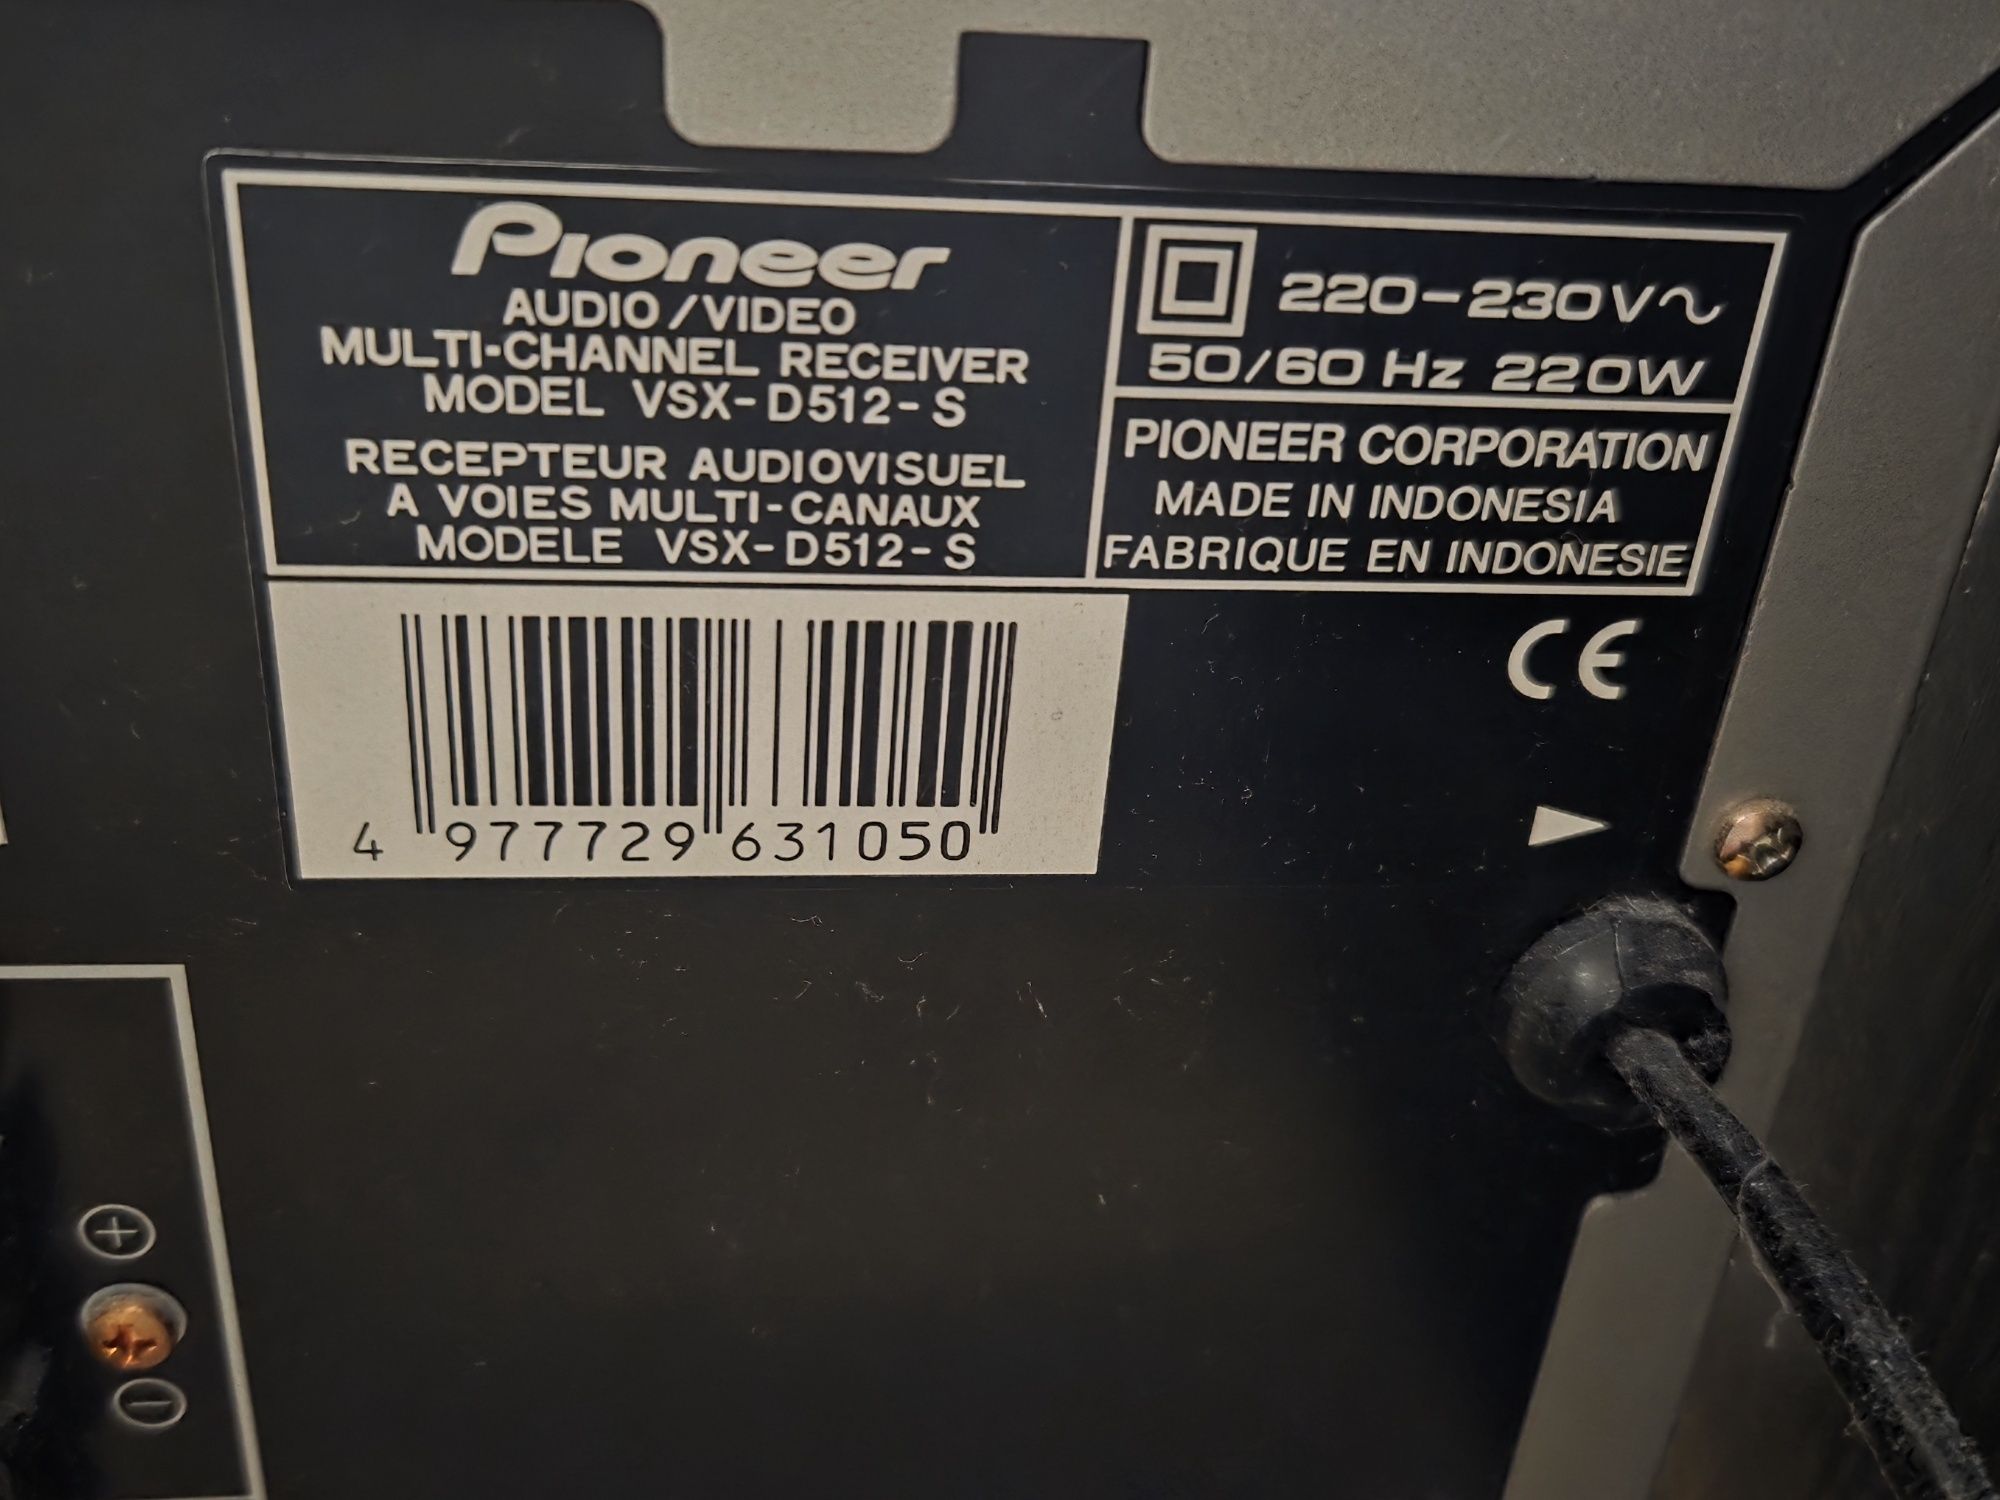 Pioneer
AUDIO/VIDEO
MULTI-CHANNEL RECEIVER
MODEL VSX-D512-S
RECEPTEUR AUDIOVISUEL
A VOIES MULTI-CANAUX
MODELE VSX-D512-S
220-230V~
50/60 Hz 220W
PIONEER CORPORATION
MADE IN INDONESIA
FABRIQUE EN INDONESIE
CE
4 977729 631050
+
-